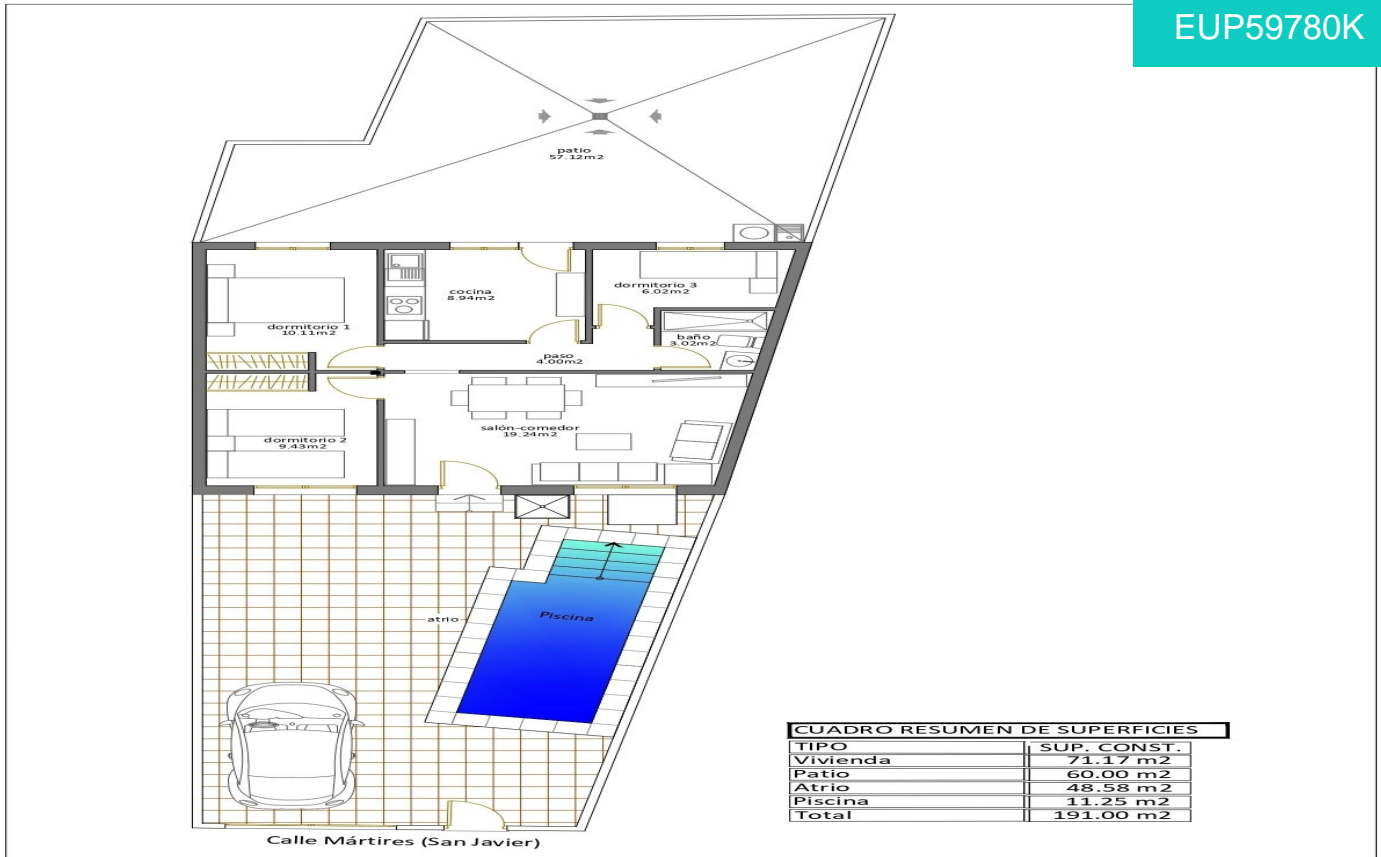 EUP59780K
patio
57.12m2
cocina
8.94m2
dormitorio 3
6.02m2
dormitorio 1
10.11m2
baño
3.02m2
paso
4.00m2
salón-comedor
19.24m2
dormitorio 2
9.43m2
Piscina
atrio
Calle Mártires (San Javier)
CUADRO RESUMEN DE SUPERFICIES
TIPO SUP. CONST.
Vivienda 71.17 m2
Patio 60.00 m2
Atrio 48.58 m2
Piscina 11.25 m2
Total 191.00 m2